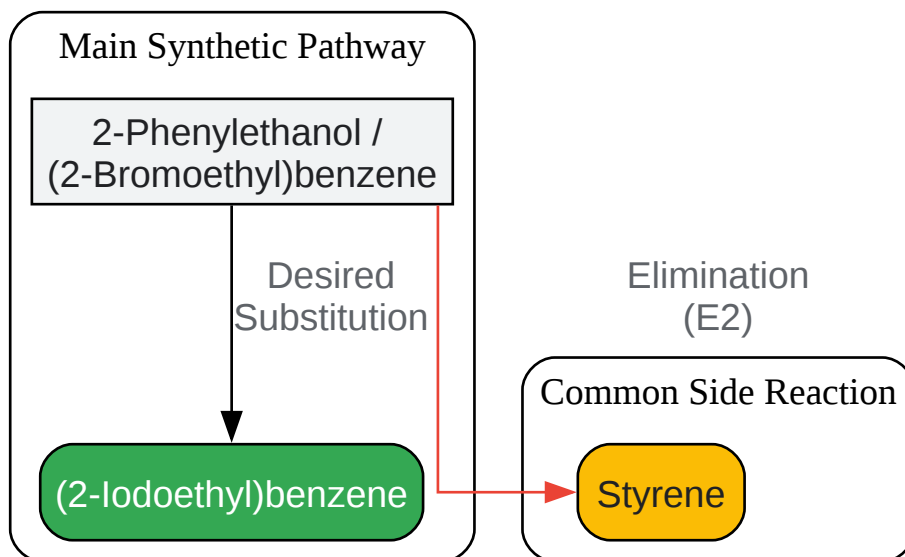 Main Synthetic Pathway
2-Phenylethanol /
(2-Bromoethyl)benzene
Desired
Substitution
Elimination
(E2)
Common Side Reaction
(2-Iodoethyl)benzene
Styrene